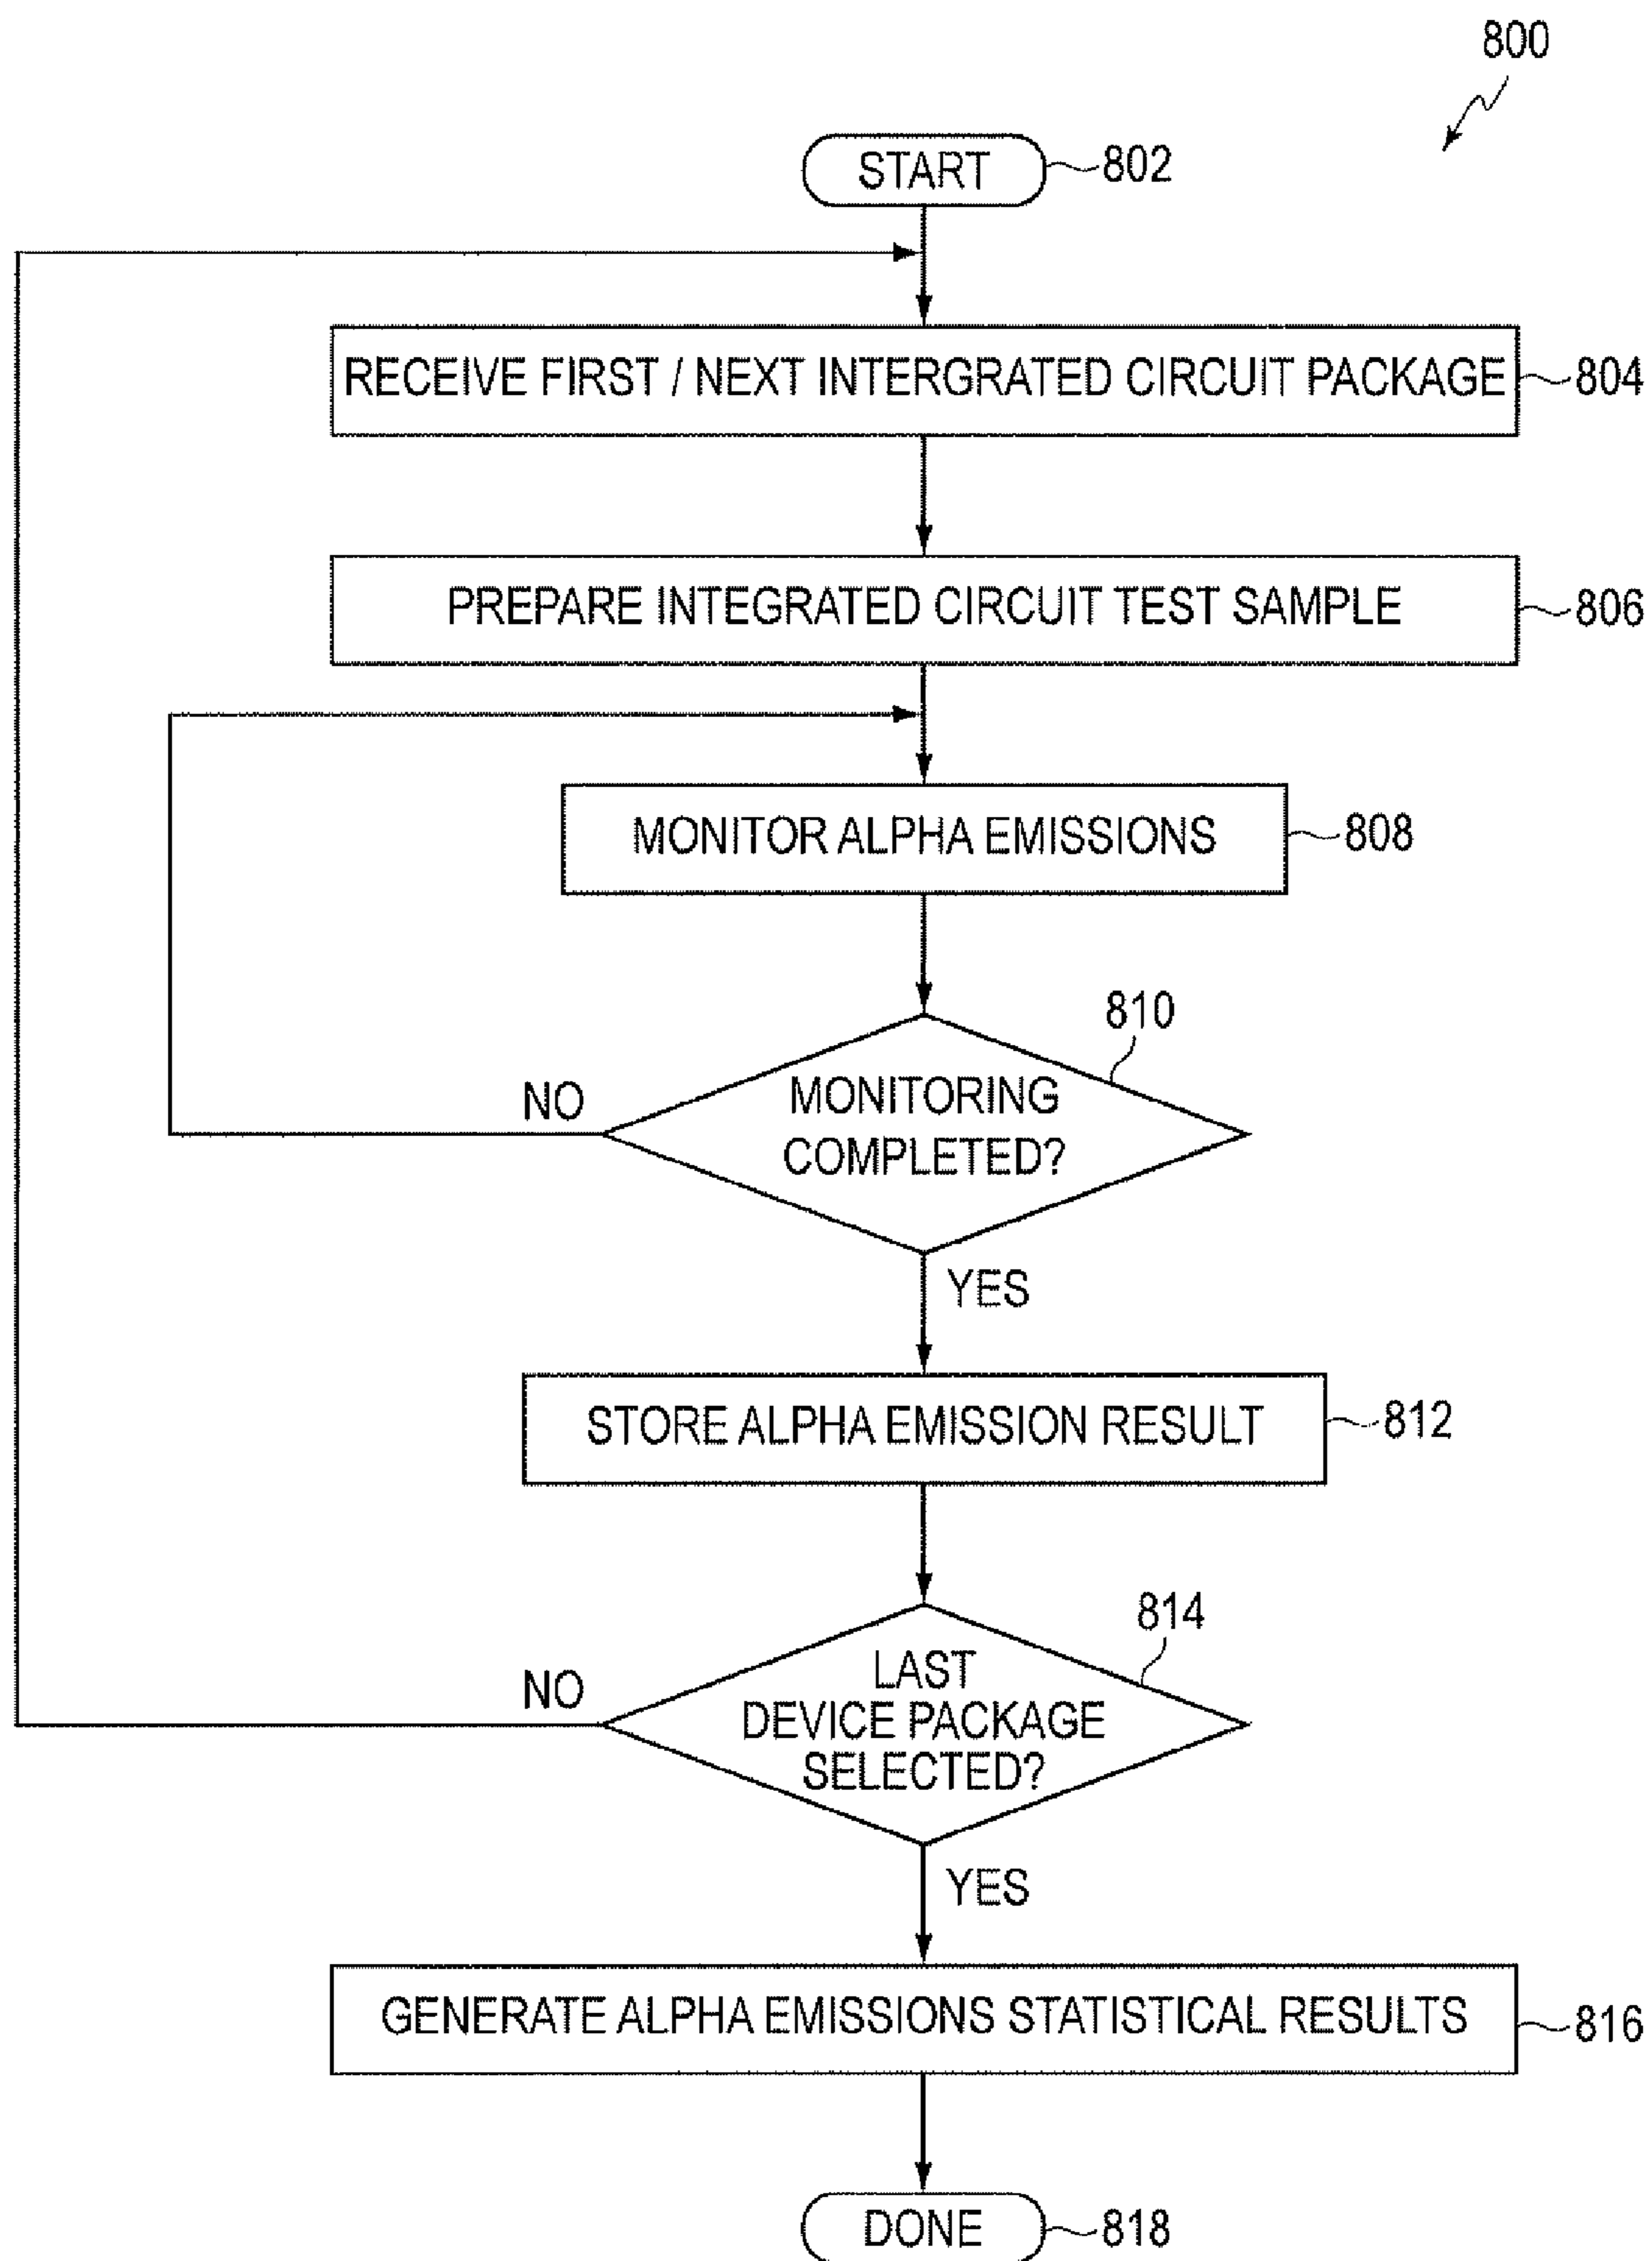 800
START
802
RECEIVE FIRST / NEXT INTERGRATED CIRCUIT PACKAGE
804
PREPARE INTEGRATED CIRCUIT TEST SAMPLE
806
MONITOR ALPHA EMISSIONS
808
810
MONITORING
COMPLETED?
NO
YES
STORE ALPHA EMISSION RESULT
812
814
LAST
DEVICE PACKAGE
SELECTED?
NO
YES
GENERATE ALPHA EMISSIONS STATISTICAL RESULTS
816
DONE
818